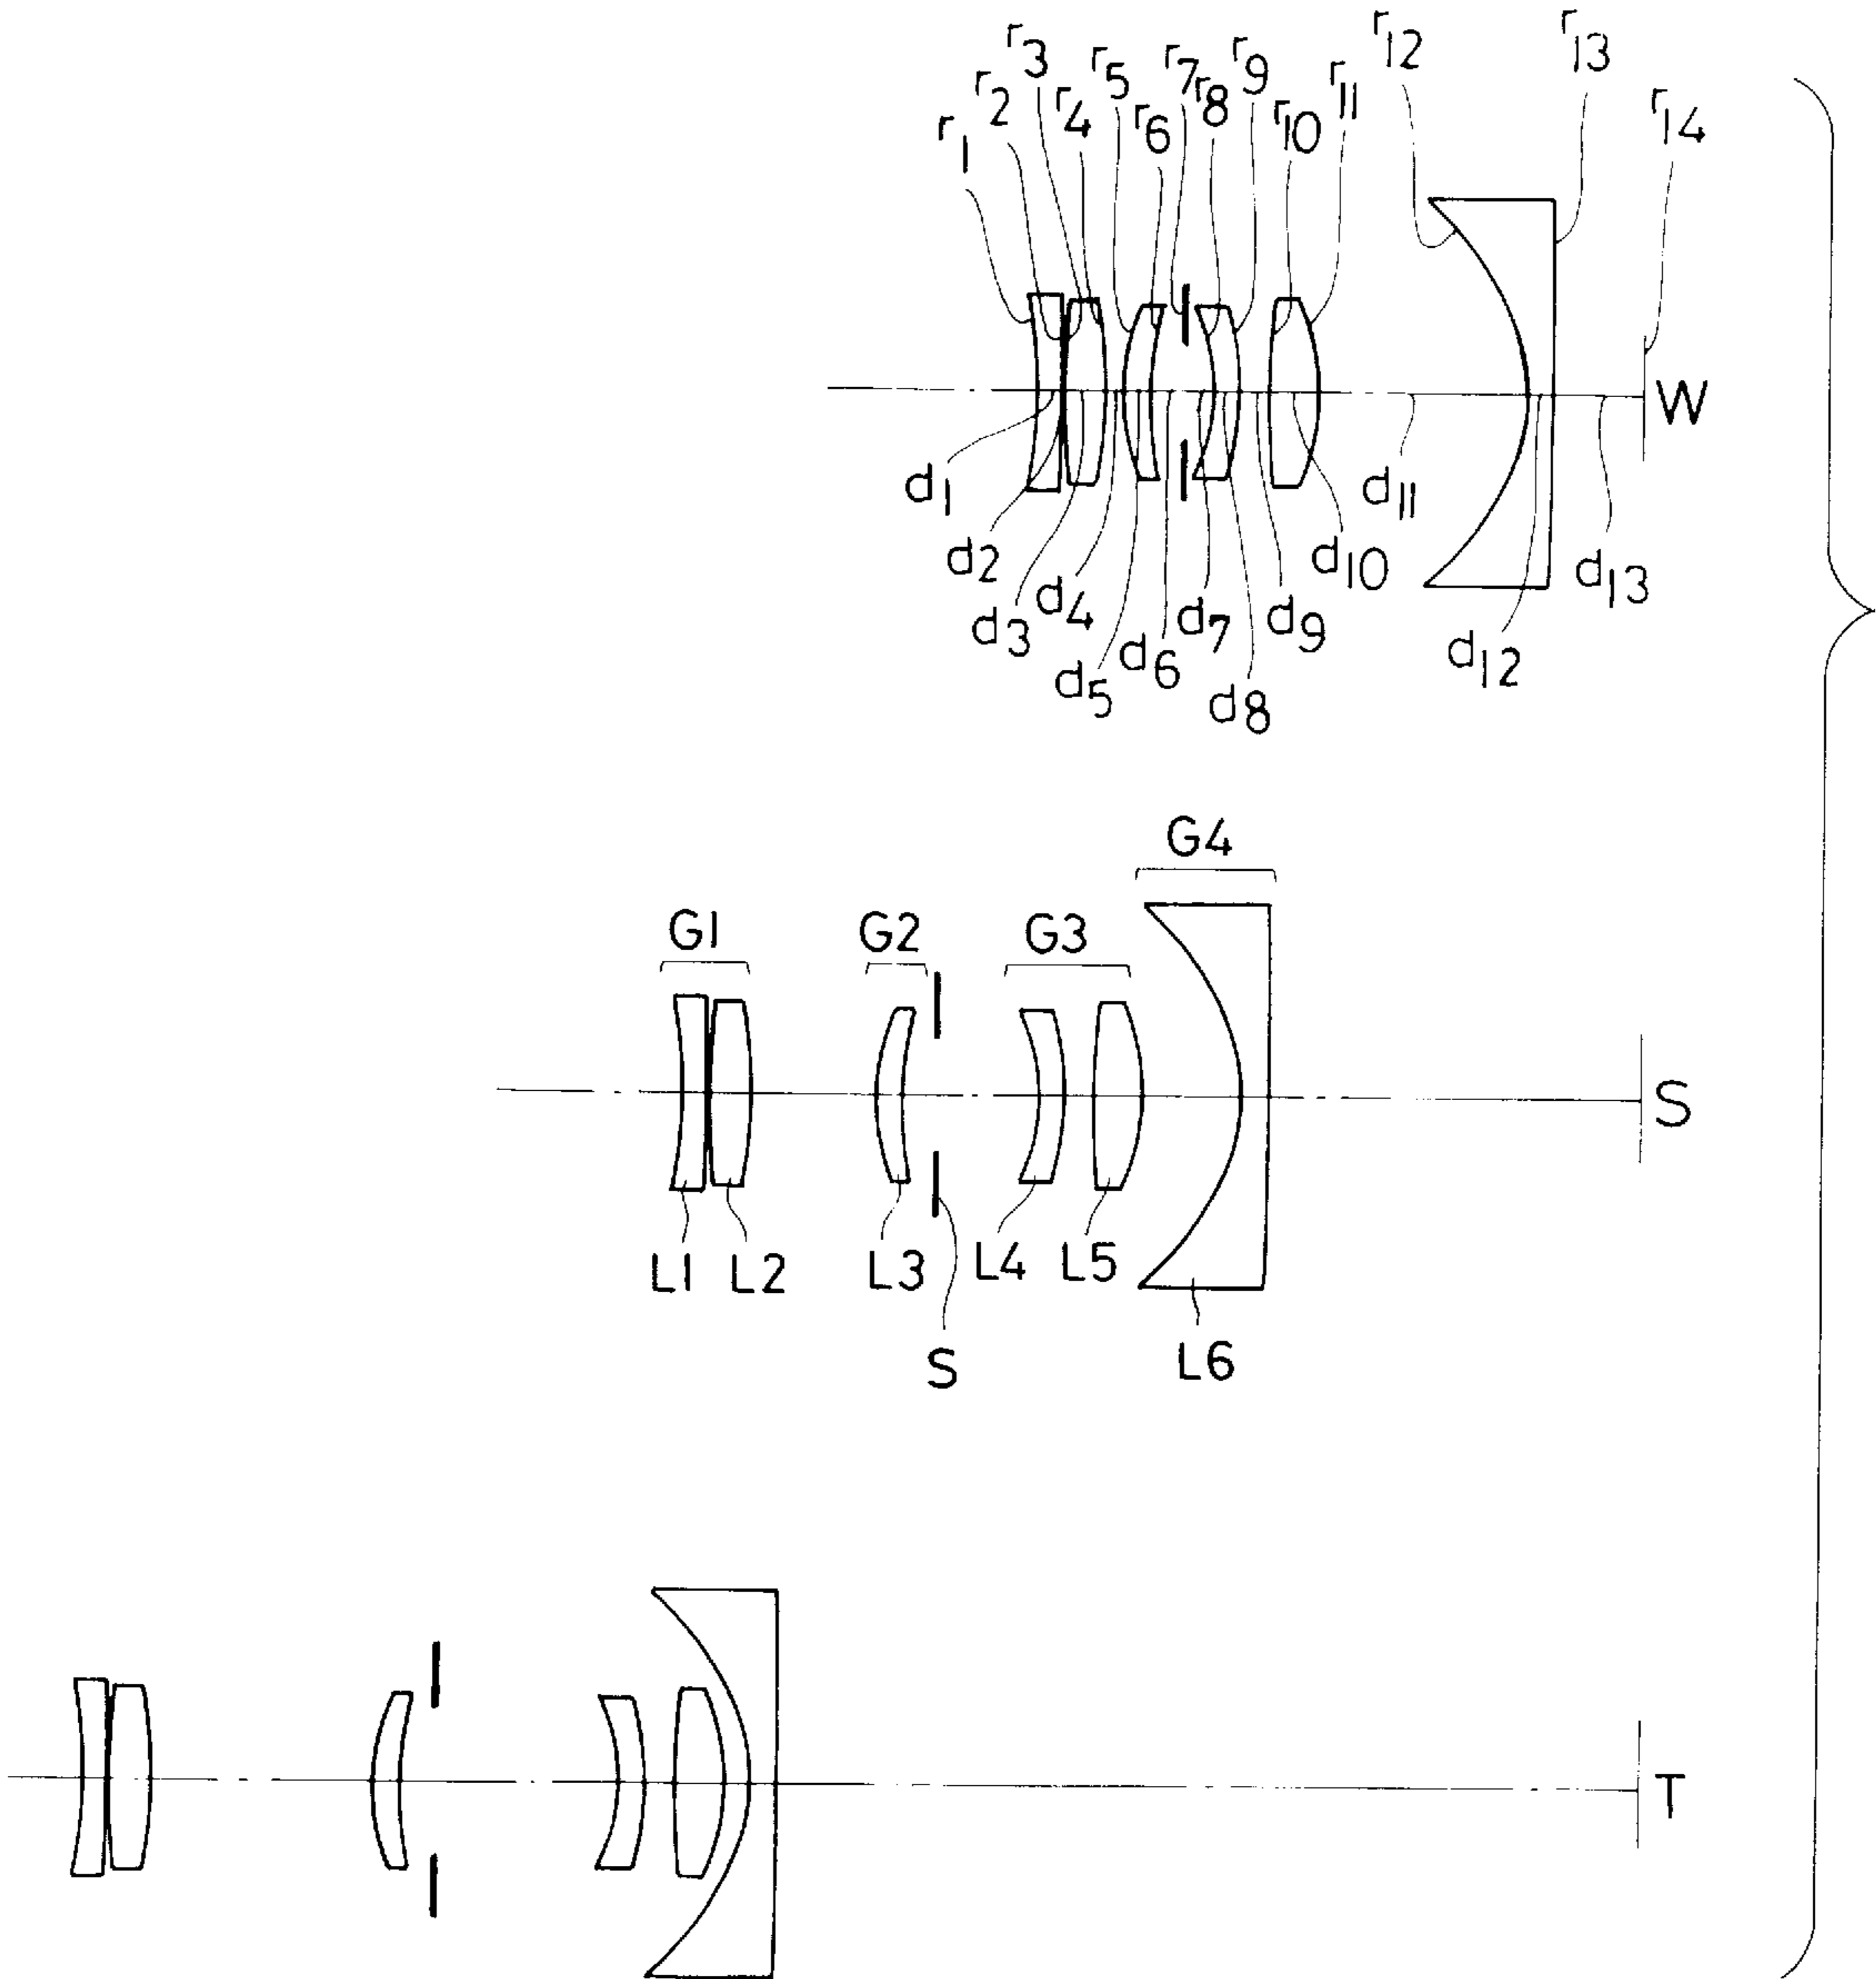 r1 r2 r3 r4 r5 r6 r7 r8 r9 r10 r11 r12 r13 r14
W
d1 d2 d3 d4 d5 d6 d7 d8 d9 d10 d11 d12 d13
G1 G2 G3 G4
S
L1 L2 L3 S L4 L5 L6
T